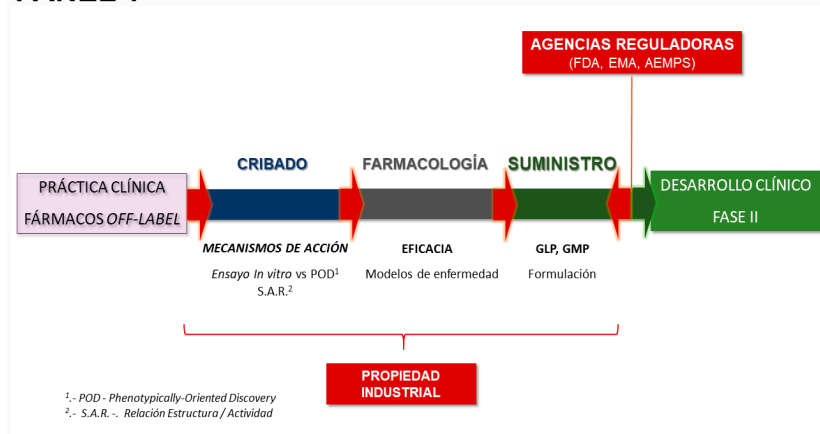 AGENCIAS REGULADORAS
(FDA, EMA, AEMPS)
CRIBADO
FARMACOLOGÍA
SUMINISTRO
PRÁCTICA CLÍNICA
FÁRMACOS OFF-LABEL
DESARROLLO CLÍNICO
FASE II
MECANISMOS DE ACCIÓN
Ensayo In vitro vs POD¹
S.A.R.²
EFICACIA
Modelos de enfermedad
GLP, GMP
Formulación
PROPIEDAD
INDUSTRIAL
¹.- POD - Phenotypically-Oriented Discovery
².- S.A.R. -. Relación Estructura / Actividad